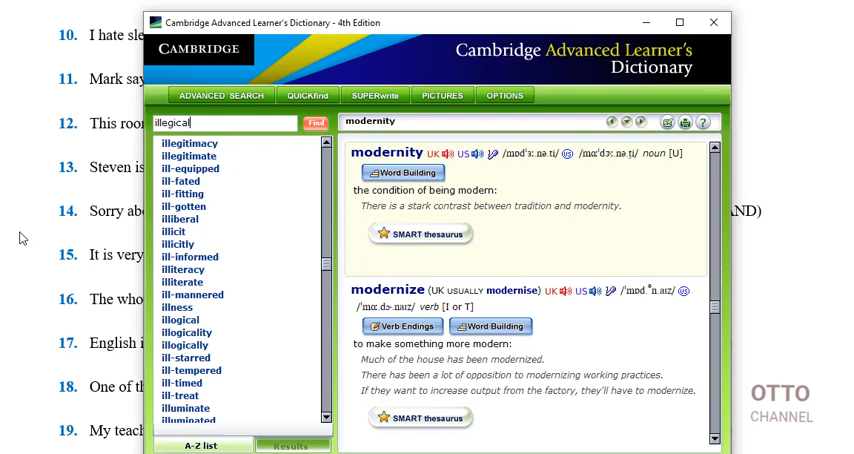 10. I hate sle
11. Mark say
12. This roo
13. Steven is
14. Sorry abo
AND)
15. It is very
16. The who
17. English i
18. One of th
19. My teach
Cambridge Advanced Learner's Dictionary - 4th Edition
CAMBRIDGE
Cambridge Advanced Learner's
Dictionary
ADVANCED SEARCH QUICKfind SUPERwrite PICTURES OPTIONS
illegical Find
illegitimacy
illegitimate
ill-equipped
ill-fated
ill-fitting
ill-gotten
illiberal
illicit
illicitly
ill-informed
illiteracy
illiterate
ill-mannered
illness
illogical
illogicality
illogically
ill-starred
ill-tempered
ill-timed
ill-treat
illuminate
illuminated
A-Z list Results
modernity
modernity UK US /mɒdˈɜː.nə.ti/ US /mɑːˈdɝː.nə.t̬i/ noun [U]
Word Building
the condition of being modern:
There is a stark contrast between tradition and modernity.
SMART thesaurus
modernize (UK USUALLY modernise) UK US /ˈmɒd.ᵊn.aɪz/ US
/ˈmɑː.dɚ.naɪz/ verb [I or T]
Verb Endings Word Building
to make something more modern:
Much of the house has been modernized.
There has been a lot of opposition to modernizing working practices.
If they want to increase output from the factory, they'll have to modernize.
SMART thesaurus
OTTO
CHANNEL